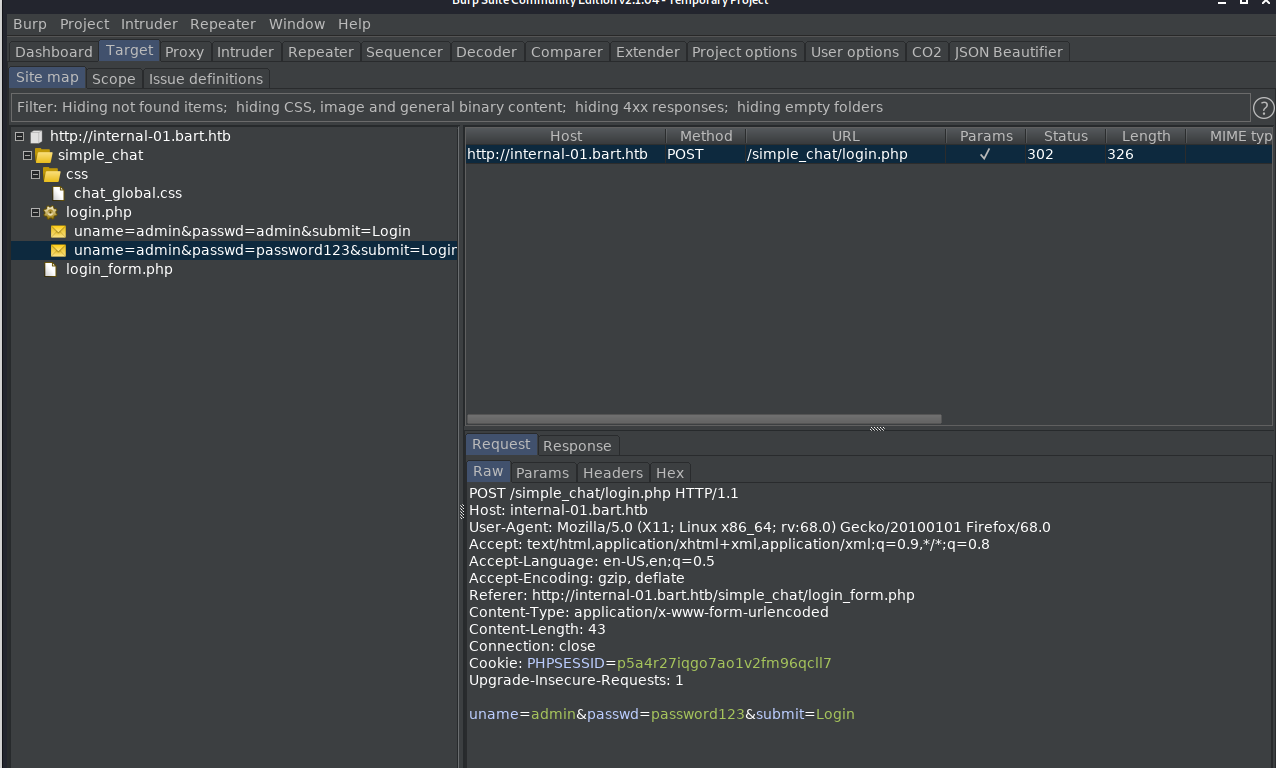 Burp Suite Community Edition v2.1.04 - Temporary Project
Burp Project Intruder Repeater Window Help
Dashboard Target Proxy Intruder Repeater Sequencer Decoder Comparer Extender Project options User options CO2 JSON Beautifier
Site map Scope Issue definitions
Filter: Hiding not found items; hiding CSS, image and general binary content; hiding 4xx responses; hiding empty folders
?
http://internal-01.bart.htb
simple_chat
css
chat_global.css
login.php
uname=admin&passwd=admin&submit=Login
uname=admin&passwd=password123&submit=Login
login_form.php
Host Method URL Params Status Length MIME typ
http://internal-01.bart.htb POST /simple_chat/login.php ✓ 302 326
Request Response
Raw Params Headers Hex
POST /simple_chat/login.php HTTP/1.1
Host: internal-01.bart.htb
User-Agent: Mozilla/5.0 (X11; Linux x86_64; rv:68.0) Gecko/20100101 Firefox/68.0
Accept: text/html,application/xhtml+xml,application/xml;q=0.9,*/*;q=0.8
Accept-Language: en-US,en;q=0.5
Accept-Encoding: gzip, deflate
Referer: http://internal-01.bart.htb/simple_chat/login_form.php
Content-Type: application/x-www-form-urlencoded
Content-Length: 43
Connection: close
Cookie: PHPSESSID=p5a4r27iqgo7ao1v2fm96qcll7
Upgrade-Insecure-Requests: 1
uname=admin&passwd=password123&submit=Login